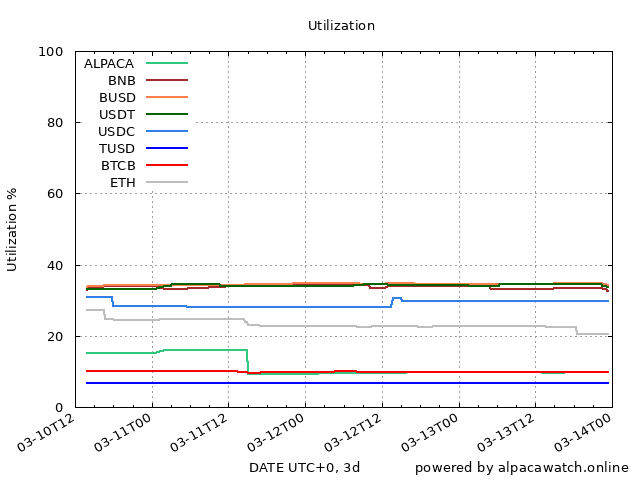 Utilization
100
80
60
40
20
0
Utilization %
ALPACA
BNB
BUSD
USDT
USDC
TUSD
BTCB
ETH
03-10T12
03-11T00
03-11T12
03-12T00
03-12T12
03-13T00
03-13T12
03-14T00
DATE UTC+0, 3d
powered by alpacawatch.online